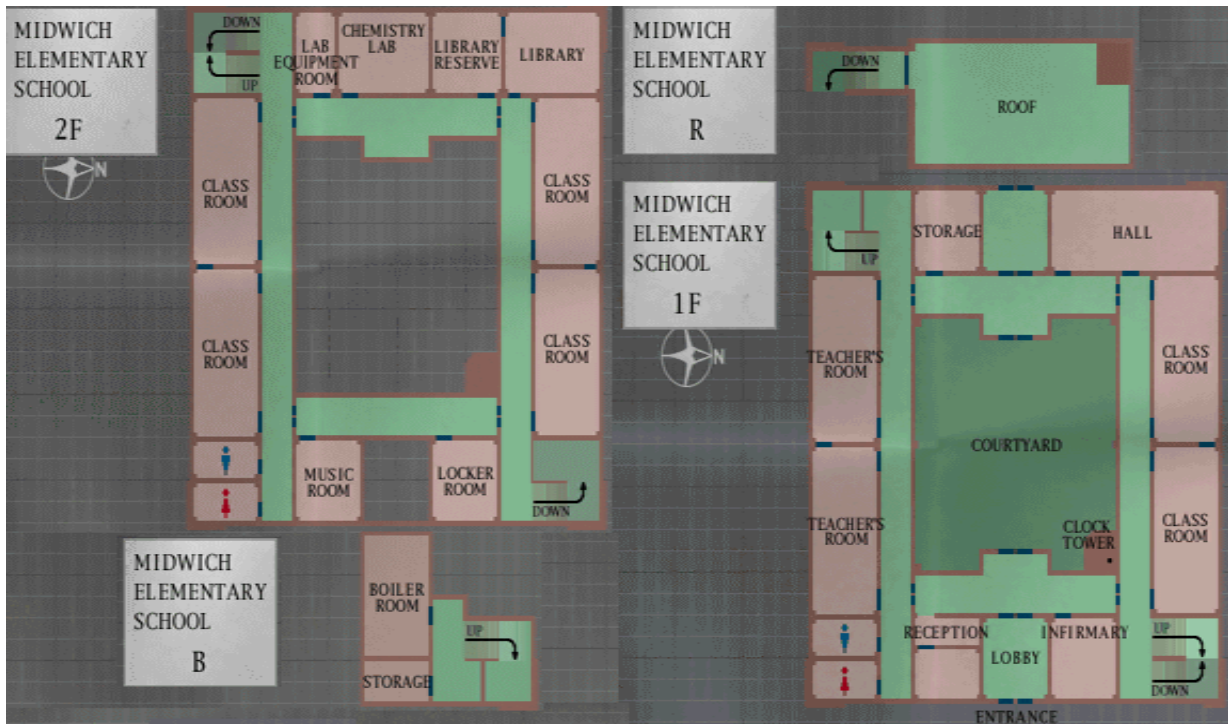 MIDWICH
ELEMENTARY
SCHOOL
2F
N
DOWN
UP
LAB
EQUIPMENT
ROOM
CHEMISTRY
LAB
LIBRARY
RESERVE
LIBRARY
CLASS
ROOM
CLASS
ROOM
CLASS
ROOM
CLASS
ROOM
MUSIC
ROOM
LOCKER
ROOM
DOWN
MIDWICH
ELEMENTARY
SCHOOL
B
BOILER
ROOM
UP
STORAGE
MIDWICH
ELEMENTARY
SCHOOL
R
DOWN
ROOF
MIDWICH
ELEMENTARY
SCHOOL
1F
N
STORAGE
HALL
UP
TEACHER'S
ROOM
CLASS
ROOM
COURTYARD
TEACHER'S
ROOM
CLOCK
TOWER
CLASS
ROOM
RECEPTION
LOBBY
INFIRMARY
UP
DOWN
ENTRANCE